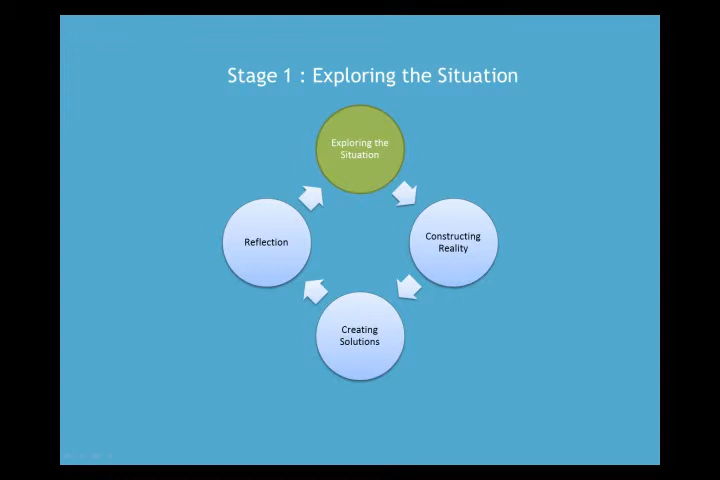 Stage 1 : Exploring the Situation
Exploring the
Situation
Reflection
Constructing
Reality
Creating
Solutions